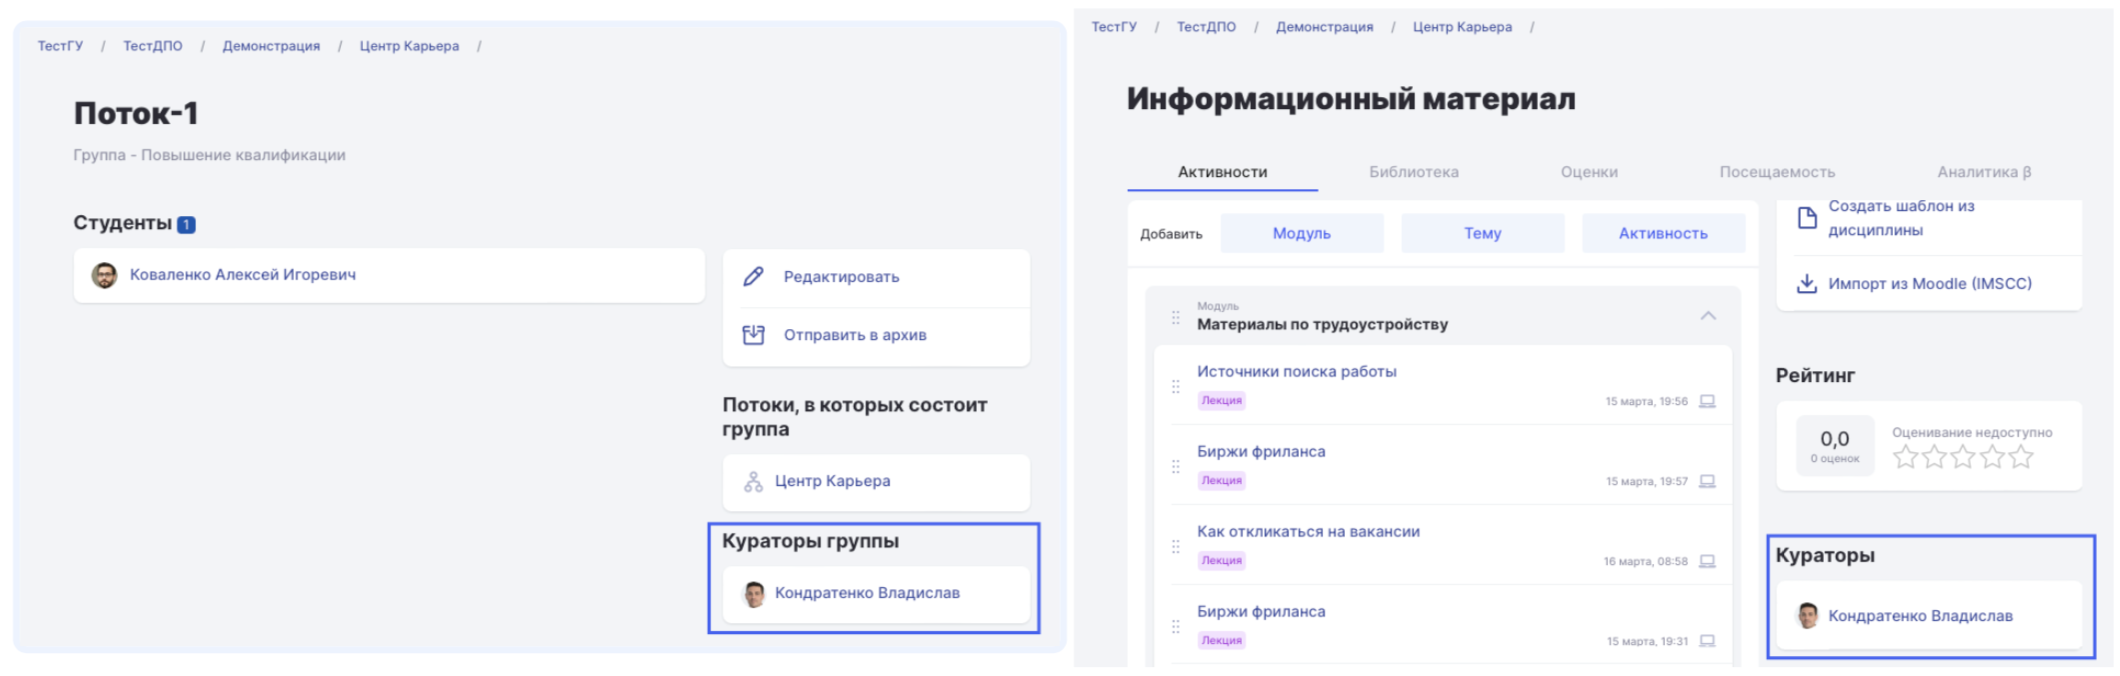 ТестГУ / ТестДПО / Демонстрация / Центр Карьера /
Поток-1
Группа - Повышение квалификации
Студенты 1
Коваленко Алексей Игоревич
Редактировать
Отправить в архив
Потоки, в которых состоит
группа
Центр Карьера
Кураторы группы
Кондратенко Владислав
ТестГУ / ТестДПО / Демонстрация / Центр Карьера /
Информационный материал
Активности Библиотека Оценки Посещаемость Аналитика β
Добавить Модуль Тему Активность
Модуль
Материалы по трудоустройству
Источники поиска работы
Лекция 15 марта, 19:56
Биржи фриланса
Лекция 15 марта, 19:57
Как откликаться на вакансии
Лекция 16 марта, 08:58
Биржи фриланса
Лекция 15 марта, 19:31
Создать шаблон из
дисциплины
Импорт из Moodle (IMSCC)
Рейтинг
0,0
0 оценок
Оценивание недоступно
Кураторы
Кондратенко Владислав